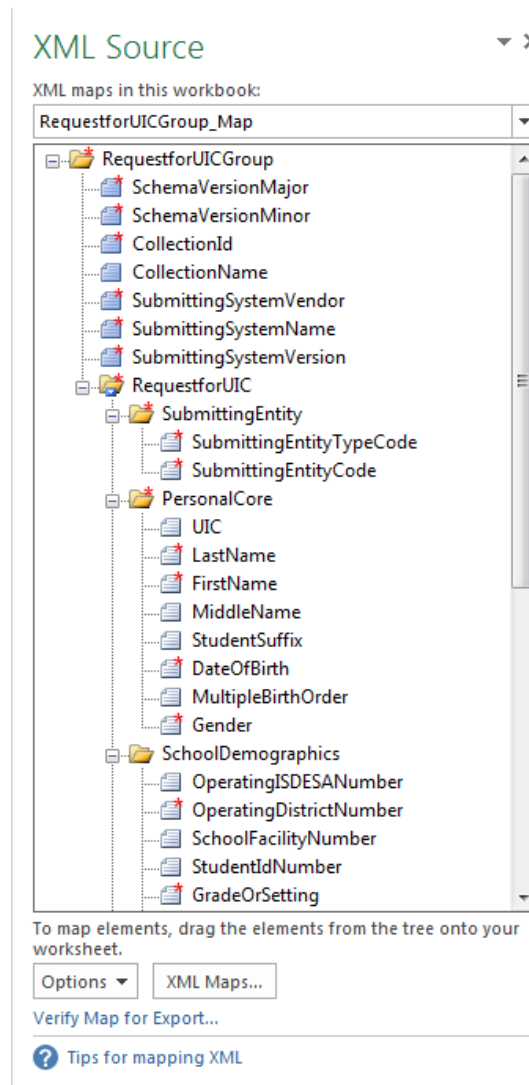 XML Source
XML maps in this workbook:
RequestforUICGroup_Map
RequestforUICGroup
SchemaVersionMajor
SchemaVersionMinor
CollectionId
CollectionName
SubmittingSystemVendor
SubmittingSystemName
SubmittingSystemVersion
RequestforUIC
SubmittingEntity
SubmittingEntityTypeCode
SubmittingEntityCode
PersonalCore
UIC
LastName
FirstName
MiddleName
StudentSuffix
DateOfBirth
MultipleBirthOrder
Gender
SchoolDemographics
OperatingISDESANumber
OperatingDistrictNumber
SchoolFacilityNumber
StudentIdNumber
GradeOrSetting
To map elements, drag the elements from the tree onto your
worksheet.
Options XML Maps...
Verify Map for Export...
? Tips for mapping XML